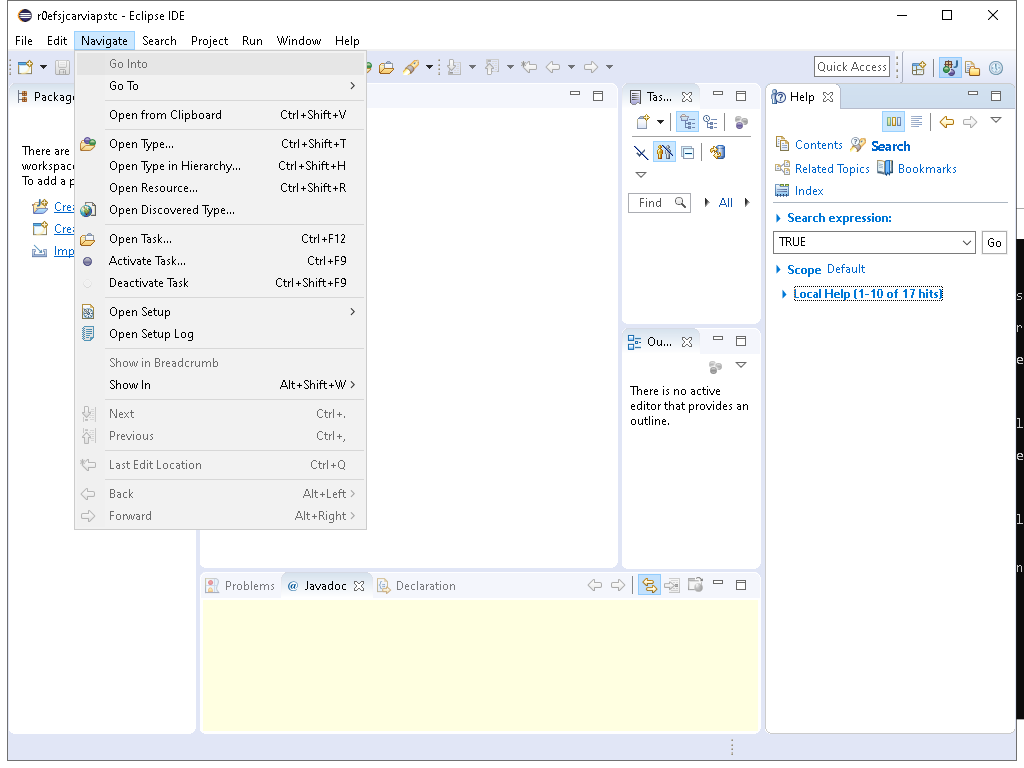 r0efsjcarviapstc - Eclipse IDE
File Edit Navigate Search Project Run Window Help
Quick Access
Go Into
Go To
Open from Clipboard Ctrl+Shift+V
Open Type... Ctrl+Shift+T
Open Type in Hierarchy... Ctrl+Shift+H
Open Resource... Ctrl+Shift+R
Open Discovered Type...
Open Task... Ctrl+F12
Activate Task... Ctrl+F9
Deactivate Task Ctrl+Shift+F9
Open Setup
Open Setup Log
Show in Breadcrumb
Show In Alt+Shift+W
Next Ctrl+.
Previous Ctrl+,
Last Edit Location Ctrl+Q
Back Alt+Left
Forward Alt+Right
Packag
There are
workspac
To add a p
Crea
Crea
Imp
Tas...
Find All
Ou...
There is no active
editor that provides an
outline.
Help
Contents Search
Related Topics Bookmarks
Index
Search expression:
TRUE Go
Scope Default
Local Help (1-10 of 17 hits)
Problems @ Javadoc Declaration